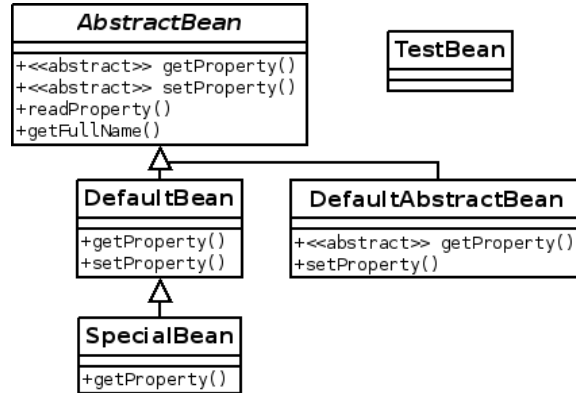 AbstractBean
+<<abstract>> getProperty()
+<<abstract>> setProperty()
+readProperty()
+getFullName()
TestBean
DefaultBean
+getProperty()
+setProperty()
DefaultAbstractBean
+<<abstract>> getProperty()
+setProperty()
SpecialBean
+getProperty()